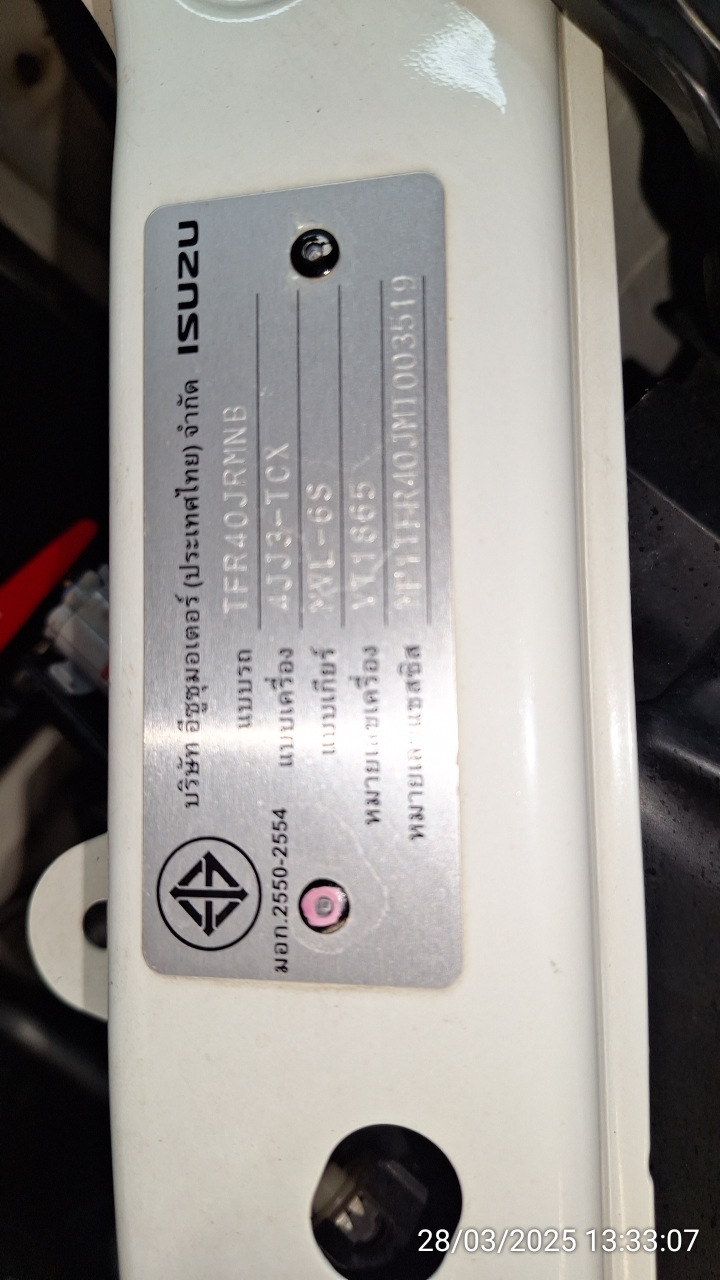 บริษัท อีซูซุมอเตอร์ (ประเทศไทย) จำกัด ISUZU
แบบรถ TFR40JRMNB
แบบเครื่อง 4JJ3-TCX
แบบเกียร์ MVL-6S
หมายเลขเครื่อง VT1865
หมายเลขแชสซิส MP1TFR40JM1003519
มอก.2550-2554
28/03/2025 13:33:07